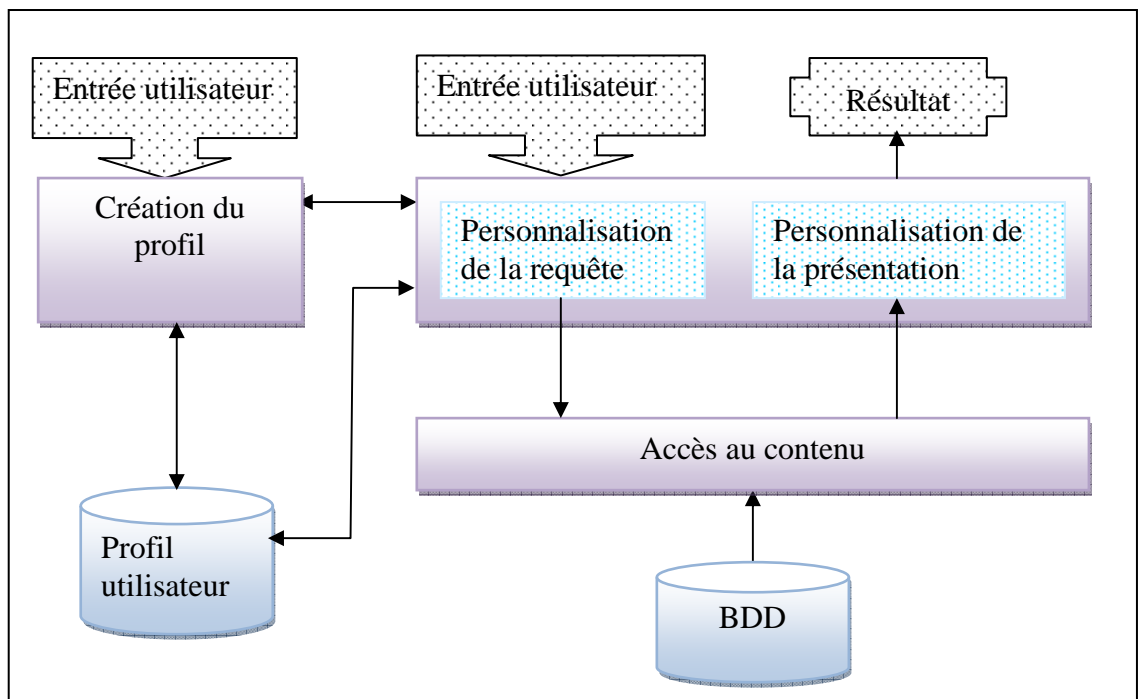 Entrée utilisateur
Entrée utilisateur
Résultat
Création du
profil
Personnalisation
de la requête
Personnalisation de
la présentation
Accès au contenu
Profil
utilisateur
BDD